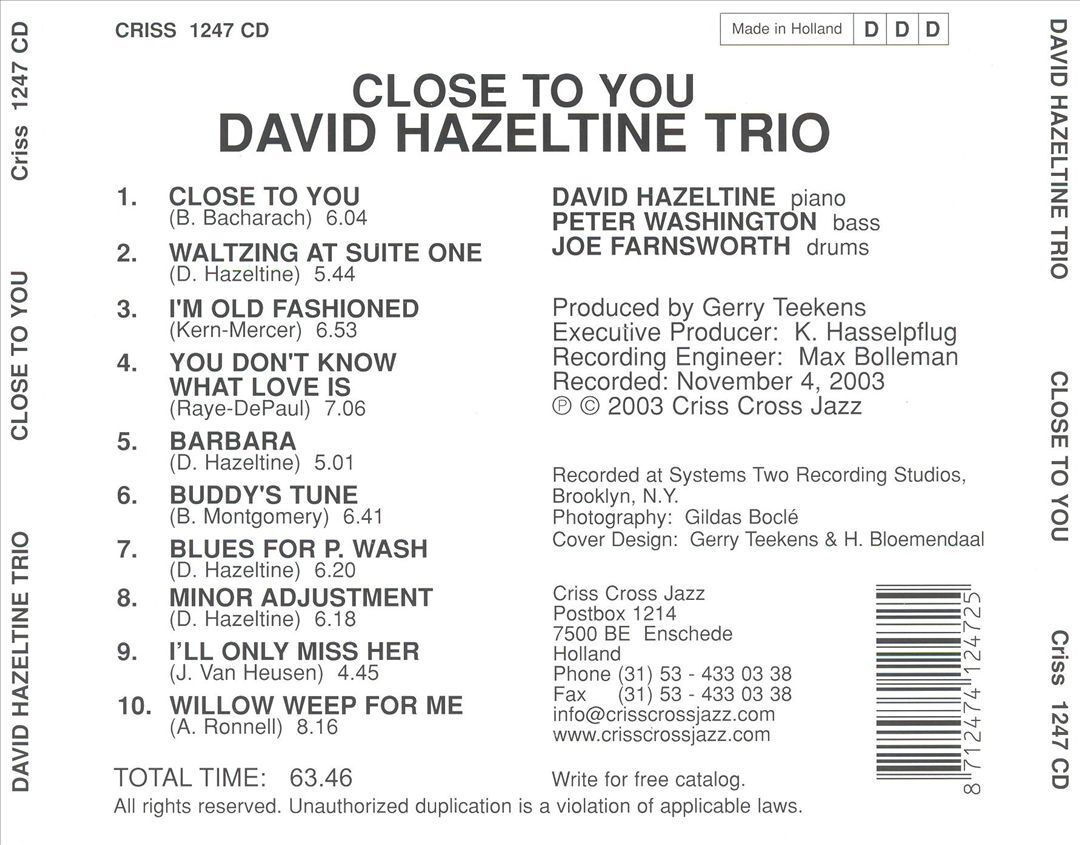 CRISS 1247 CD
Made in Holland D D D
CLOSE TO YOU
DAVID HAZELTINE TRIO
1. CLOSE TO YOU
(B. Bacharach) 6.04
2. WALTZING AT SUITE ONE
(D. Hazeltine) 5.44
3. I'M OLD FASHIONED
(Kern-Mercer) 6.53
4. YOU DON'T KNOW
WHAT LOVE IS
(Raye-DePaul) 7.06
5. BARBARA
(D. Hazeltine) 5.01
6. BUDDY'S TUNE
(B. Montgomery) 6.41
7. BLUES FOR P. WASH
(D. Hazeltine) 6.20
8. MINOR ADJUSTMENT
(D. Hazeltine) 6.18
9. I'LL ONLY MISS HER
(J. Van Heusen) 4.45
10. WILLOW WEEP FOR ME
(A. Ronnell) 8.16
TOTAL TIME: 63.46
DAVID HAZELTINE piano
PETER WASHINGTON bass
JOE FARNSWORTH drums
Produced by Gerry Teekens
Executive Producer: K. Hasselpflug
Recording Engineer: Max Bolleman
Recorded: November 4, 2003
℗ © 2003 Criss Cross Jazz
Recorded at Systems Two Recording Studios,
Brooklyn, N.Y.
Photography: Gildas Boclé
Cover Design: Gerry Teekens & H. Bloemendaal
Criss Cross Jazz
Postbox 1214
7500 BE Enschede
Holland
Phone (31) 53 - 433 03 38
Fax (31) 53 - 433 03 38
info@crisscrossjazz.com
www.crisscrossjazz.com
Write for free catalog.
All rights reserved. Unauthorized duplication is a violation of applicable laws.
8 712474 124725
DAVID HAZELTINE TRIO CLOSE TO YOU Criss 1247 CD
DAVID HAZELTINE TRIO CLOSE TO YOU Criss 1247 CD